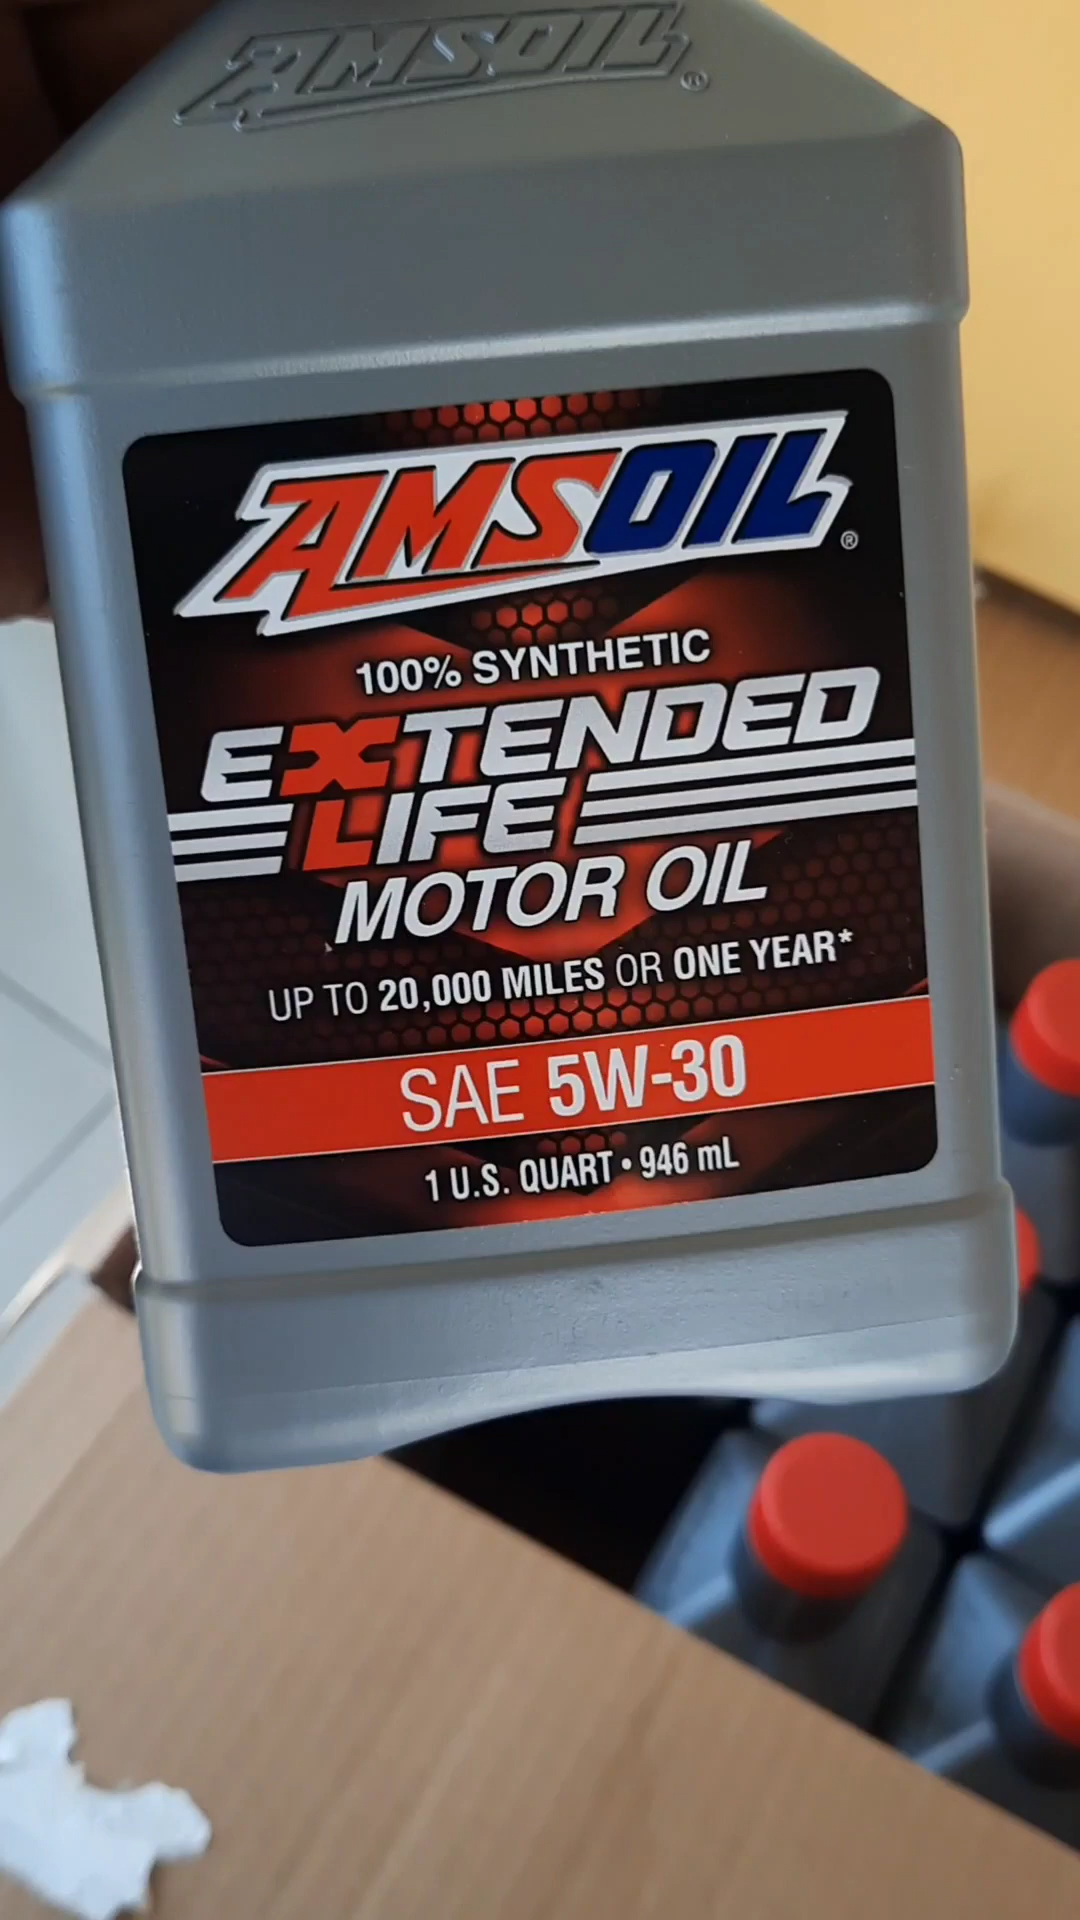 AMSOIL®
AMSOIL®
100% SYNTHETIC
EXTENDED
LIFE
MOTOR OIL
UP TO 20,000 MILES OR ONE YEAR*
SAE 5W-30
1 U.S. QUART • 946 mL